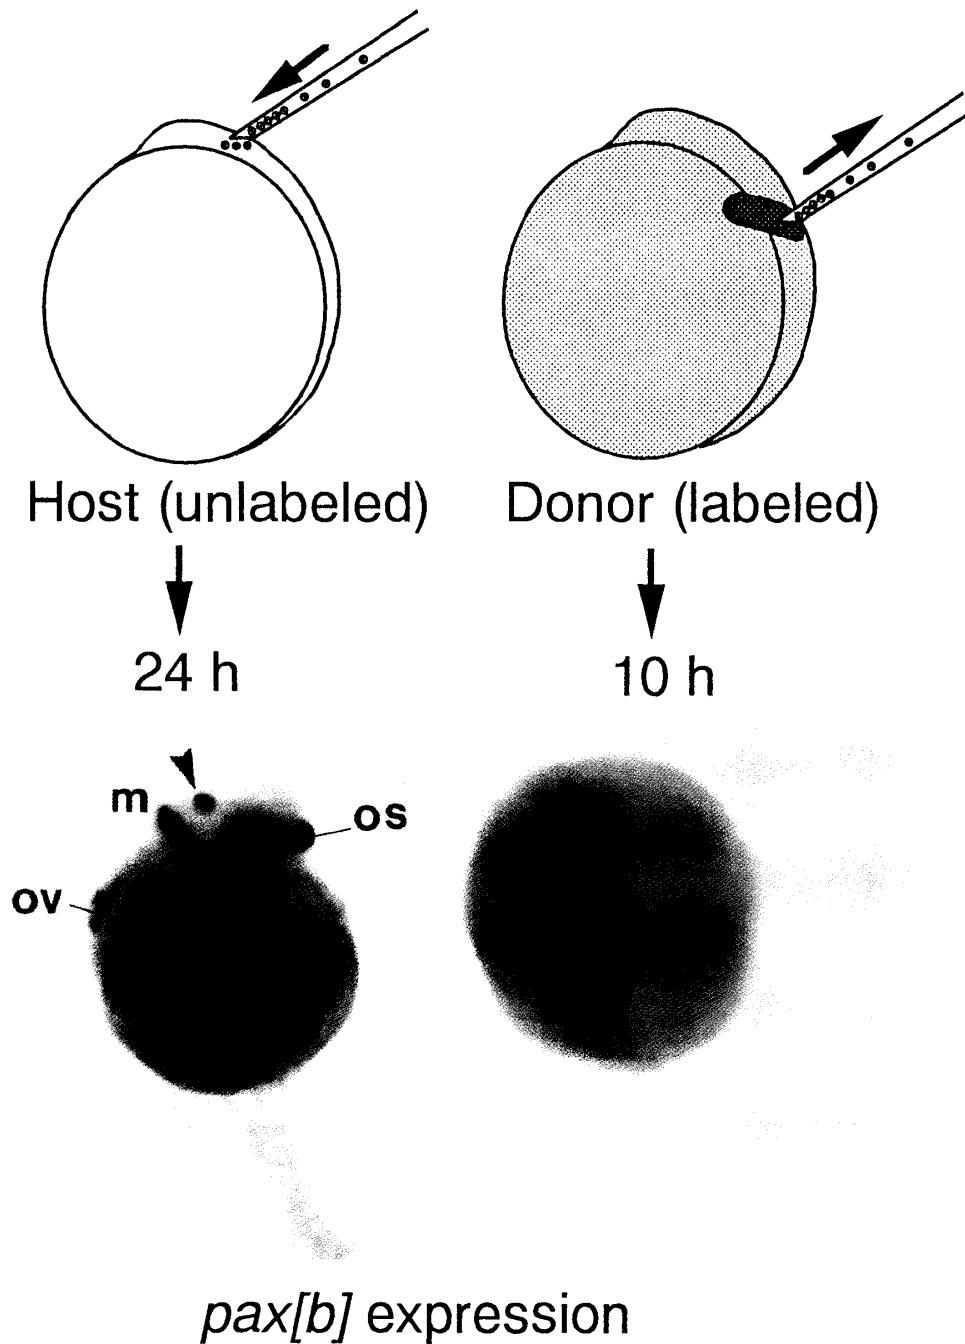 Host (unlabeled)
Donor (labeled)
24 h
10 h
m
os
ov
pax[b] expression